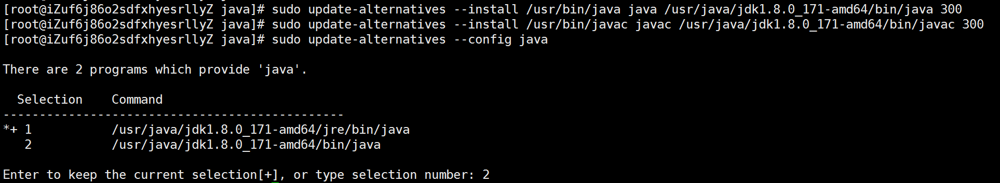 [root@iZuf6j86o2sdfxhyesrllyZ java]# sudo update-alternatives --install /usr/bin/java java /usr/java/jdk1.8.0_171-amd64/bin/java 300
[root@iZuf6j86o2sdfxhyesrllyZ java]# sudo update-alternatives --install /usr/bin/javac javac /usr/java/jdk1.8.0_171-amd64/bin/javac 300
[root@iZuf6j86o2sdfxhyesrllyZ java]# sudo update-alternatives --config java
There are 2 programs which provide 'java'.
  Selection    Command
-----------------------------------------------
*+ 1           /usr/java/jdk1.8.0_171-amd64/jre/bin/java
   2           /usr/java/jdk1.8.0_171-amd64/bin/java
Enter to keep the current selection[+], or type selection number: 2